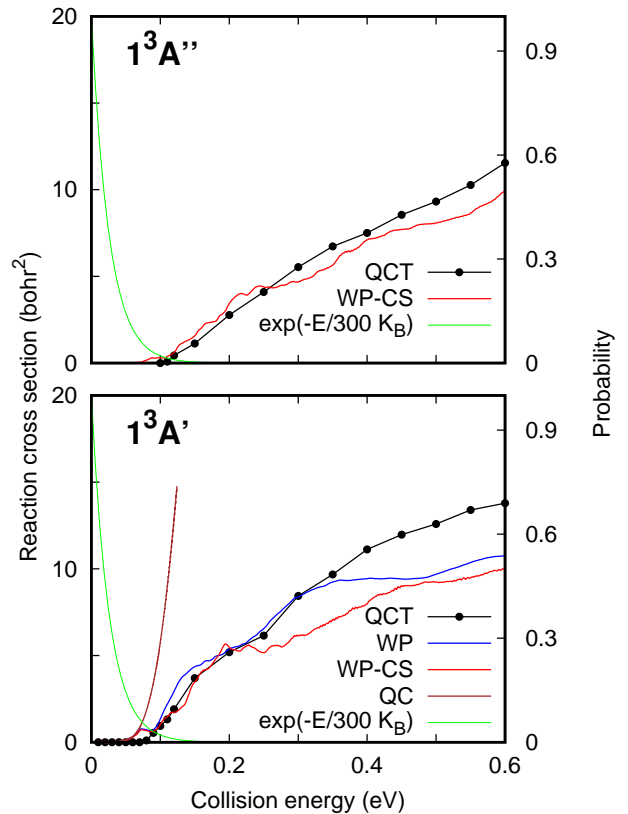 1³A’’
20
10
0
0.9
0.6
0.3
0
QCT
WP-CS
exp(-E/300 K_B)
1³A’
20
10
0
0.9
0.6
0.3
0
QCT
WP
WP-CS
QC
exp(-E/300 K_B)
0
0.2
0.4
0.6
Collision energy (eV)
Reaction cross section (bohr²)
Probability